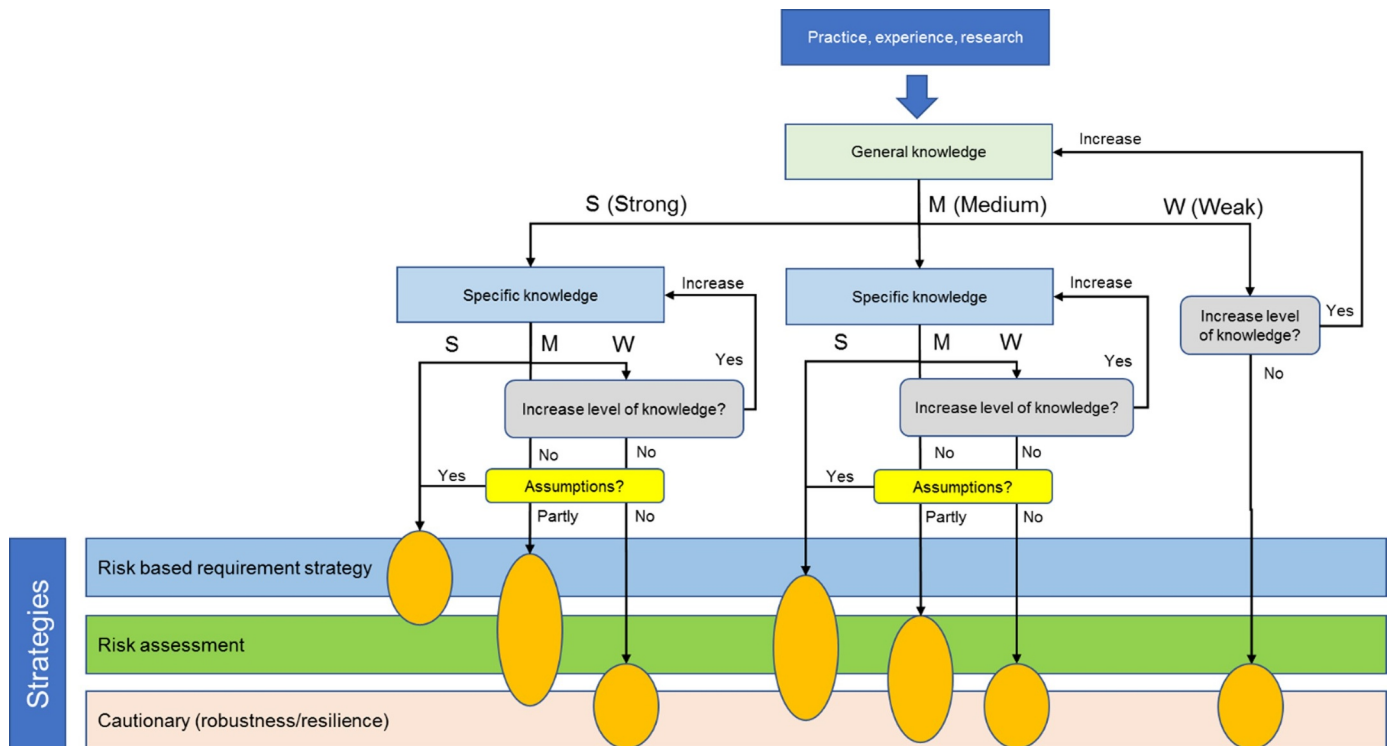 Practice, experience, research
General knowledge
Increase
S (Strong)
M (Medium)
W (Weak)
Specific knowledge
Increase
Specific knowledge
Increase
Increase level
of knowledge?
Yes
S
M
W
Yes
S
M
W
Yes
No
Increase level of knowledge?
Increase level of knowledge?
No
No
No
No
Yes
Assumptions?
Yes
Assumptions?
Partly
No
Partly
No
Strategies
Risk based requirement strategy
Risk assessment
Cautionary (robustness/resilience)